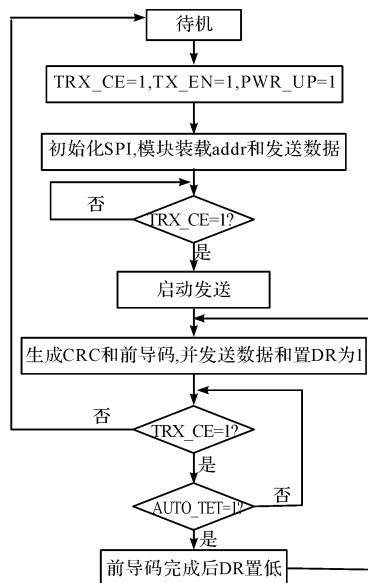 待机
TRX_CE=1,TX_EN=1,PWR_UP=1
初始化SPI,模块装载addr和发送数据
否
TRX_CE=1?
是
启动发送
生成CRC和前导码,并发送数据和置DR为1
否
TRX_CE=1?
是
AUTO_TET=1?
否
是
前导码完成后DR置低